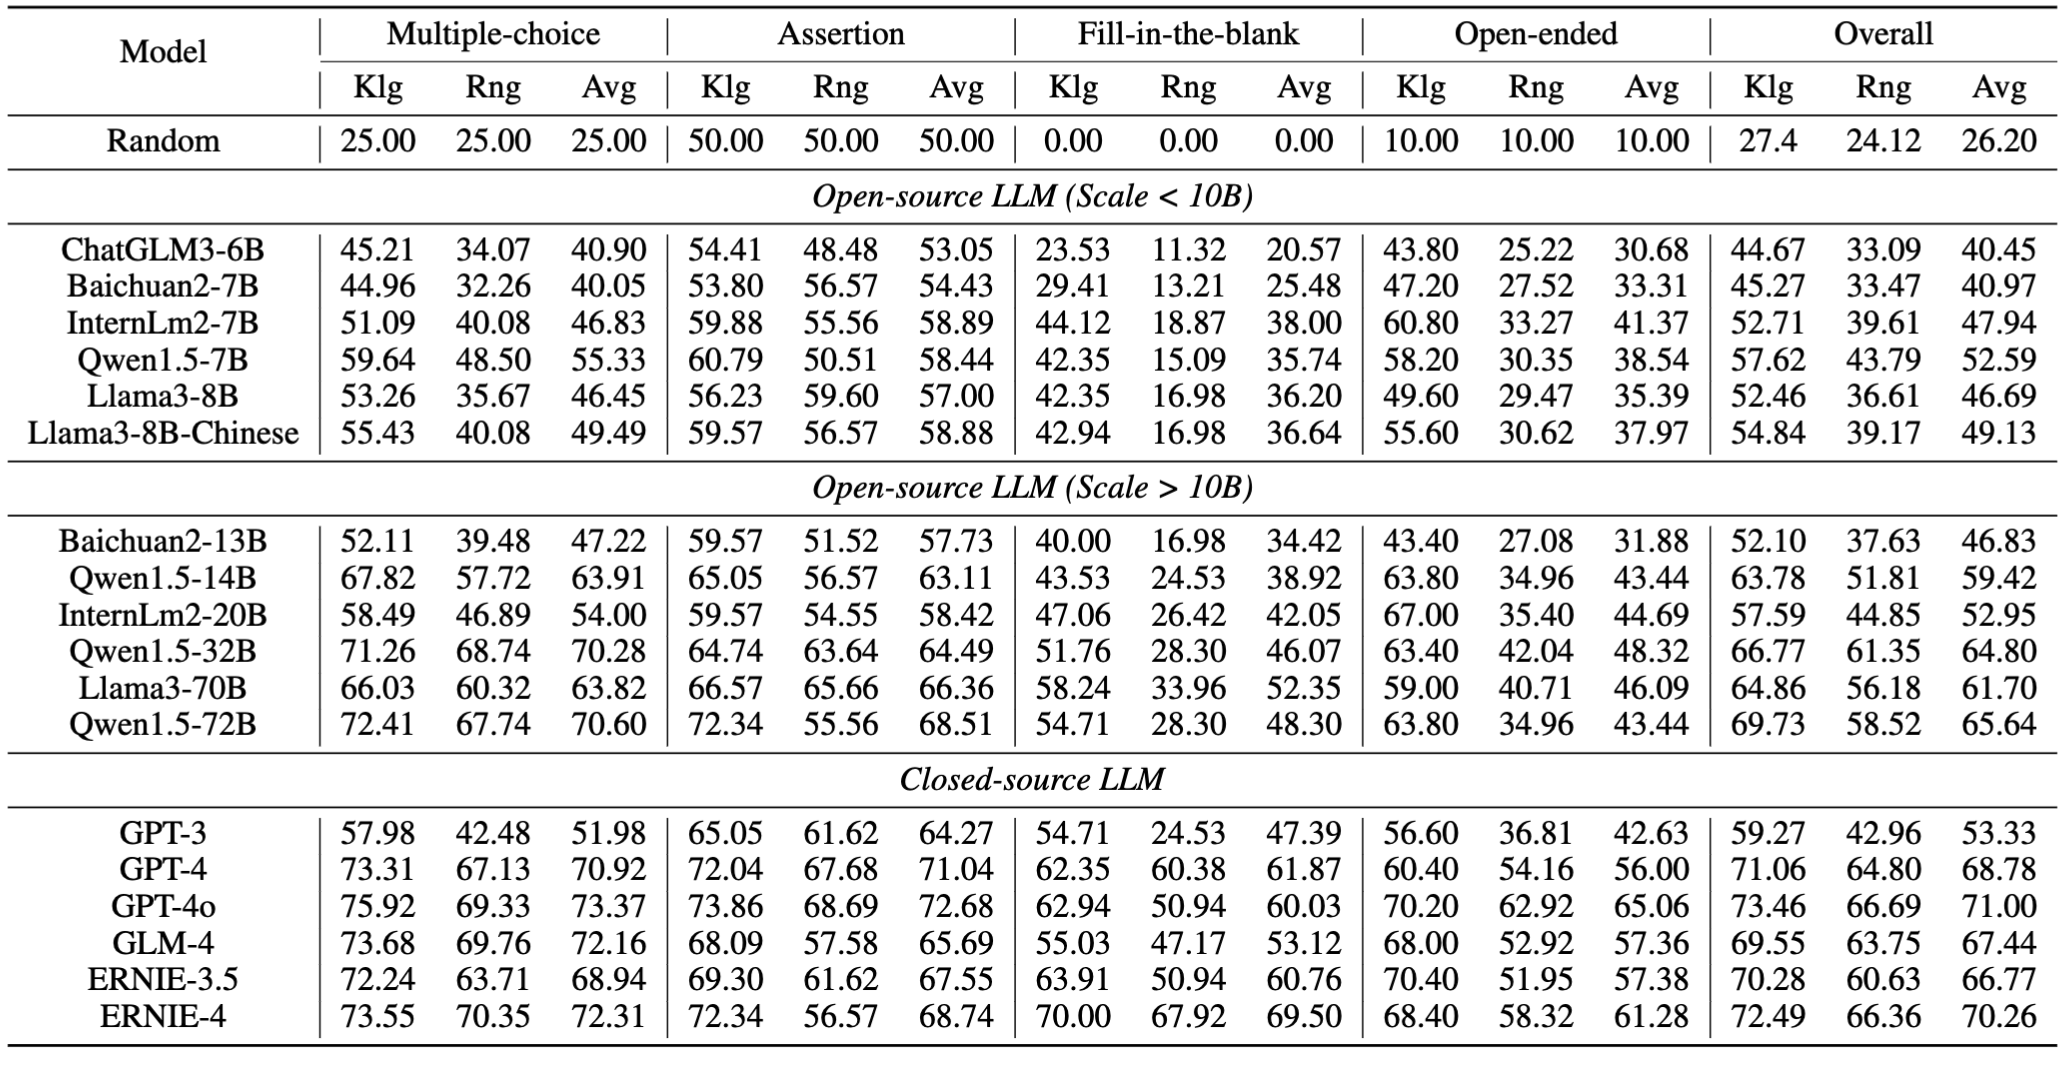 Model Multiple-choice Assertion Fill-in-the-blank Open-ended Overall
Klg Rng Avg Klg Rng Avg Klg Rng Avg Klg Rng Avg Klg Rng Avg
Random 25.00 25.00 25.00 50.00 50.00 50.00 0.00 0.00 0.00 10.00 10.00 10.00 27.4 24.12 26.20
Open-source LLM (Scale < 10B)
ChatGLM3-6B 45.21 34.07 40.90 54.41 48.48 53.05 23.53 11.32 20.57 43.80 25.22 30.68 44.67 33.09 40.45
Baichuan2-7B 44.96 32.26 40.05 53.80 56.57 54.43 29.41 13.21 25.48 47.20 27.52 33.31 45.27 33.47 40.97
InternLm2-7B 51.09 40.08 46.83 59.88 55.56 58.89 44.12 18.87 38.00 60.80 33.27 41.37 52.71 39.61 47.94
Qwen1.5-7B 59.64 48.50 55.33 60.79 50.51 58.44 42.35 15.09 35.74 58.20 30.35 38.54 57.62 43.79 52.59
Llama3-8B 53.26 35.67 46.45 56.23 59.60 57.00 42.35 16.98 36.20 49.60 29.47 35.39 52.46 36.61 46.69
Llama3-8B-Chinese 55.43 40.08 49.49 59.57 56.57 58.88 42.94 16.98 36.64 55.60 30.62 37.97 54.84 39.17 49.13
Open-source LLM (Scale > 10B)
Baichuan2-13B 52.11 39.48 47.22 59.57 51.52 57.73 40.00 16.98 34.42 43.40 27.08 31.88 52.10 37.63 46.83
Qwen1.5-14B 67.82 57.72 63.91 65.05 56.57 63.11 43.53 24.53 38.92 63.80 34.96 43.44 63.78 51.81 59.42
InternLm2-20B 58.49 46.89 54.00 59.57 54.55 58.42 47.06 26.42 42.05 67.00 35.40 44.69 57.59 44.85 52.95
Qwen1.5-32B 71.26 68.74 70.28 64.74 63.64 64.49 51.76 28.30 46.07 63.40 42.04 48.32 66.77 61.35 64.80
Llama3-70B 66.03 60.32 63.82 66.57 65.66 66.36 58.24 33.96 52.35 59.00 40.71 46.09 64.86 56.18 61.70
Qwen1.5-72B 72.41 67.74 70.60 72.34 55.56 68.51 54.71 28.30 48.30 63.80 34.96 43.44 69.73 58.52 65.64
Closed-source LLM
GPT-3 57.98 42.48 51.98 65.05 61.62 64.27 54.71 24.53 47.39 56.60 36.81 42.63 59.27 42.96 53.33
GPT-4 73.31 67.13 70.92 72.04 67.68 71.04 62.35 60.38 61.87 60.40 54.16 56.00 71.06 64.80 68.78
GPT-4o 75.92 69.33 73.37 73.86 68.69 72.68 62.94 50.94 60.03 70.20 62.92 65.06 73.46 66.69 71.00
GLM-4 73.68 69.76 72.16 68.09 57.58 65.69 55.03 47.17 53.12 68.00 52.92 57.36 69.55 63.75 67.44
ERNIE-3.5 72.24 63.71 68.94 69.30 61.62 67.55 63.91 50.94 60.76 70.40 51.95 57.38 70.28 60.63 66.77
ERNIE-4 73.55 70.35 72.31 72.34 56.57 68.74 70.00 67.92 69.50 68.40 58.32 61.28 72.49 66.36 70.26